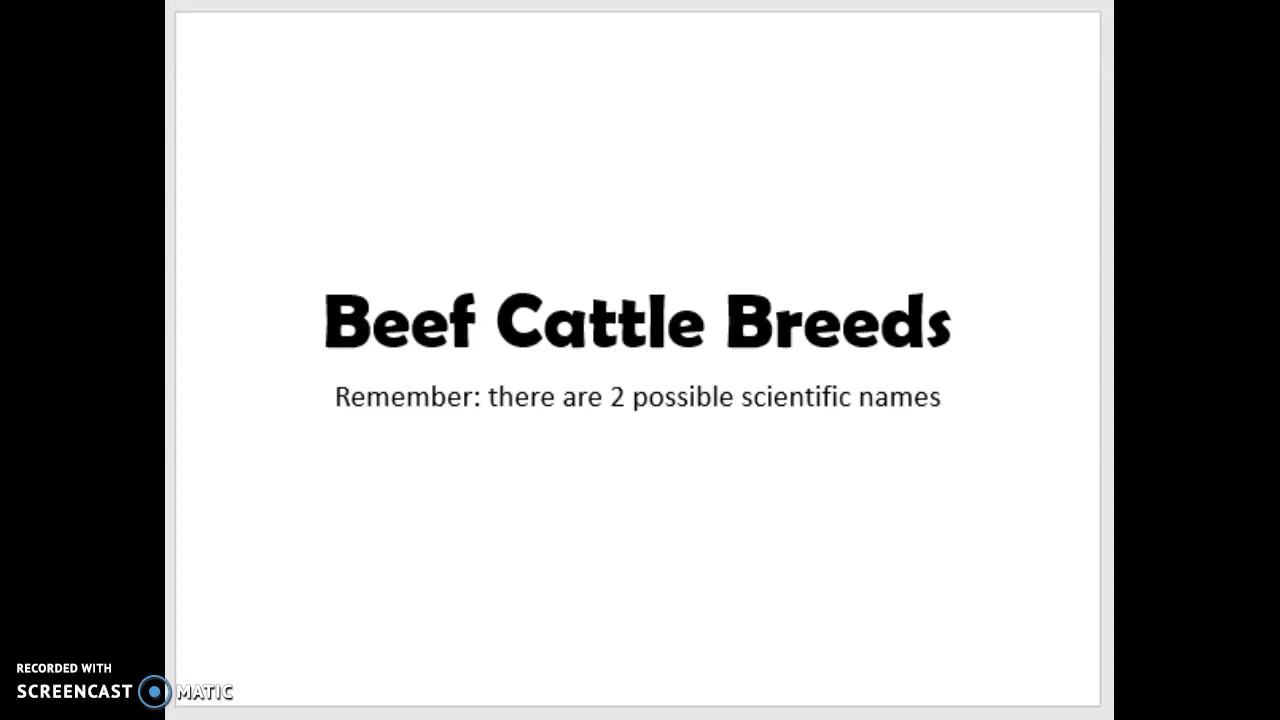 Beef Cattle Breeds
Remember: there are 2 possible scientific names
RECORDED WITH
SCREENCAST MATIC